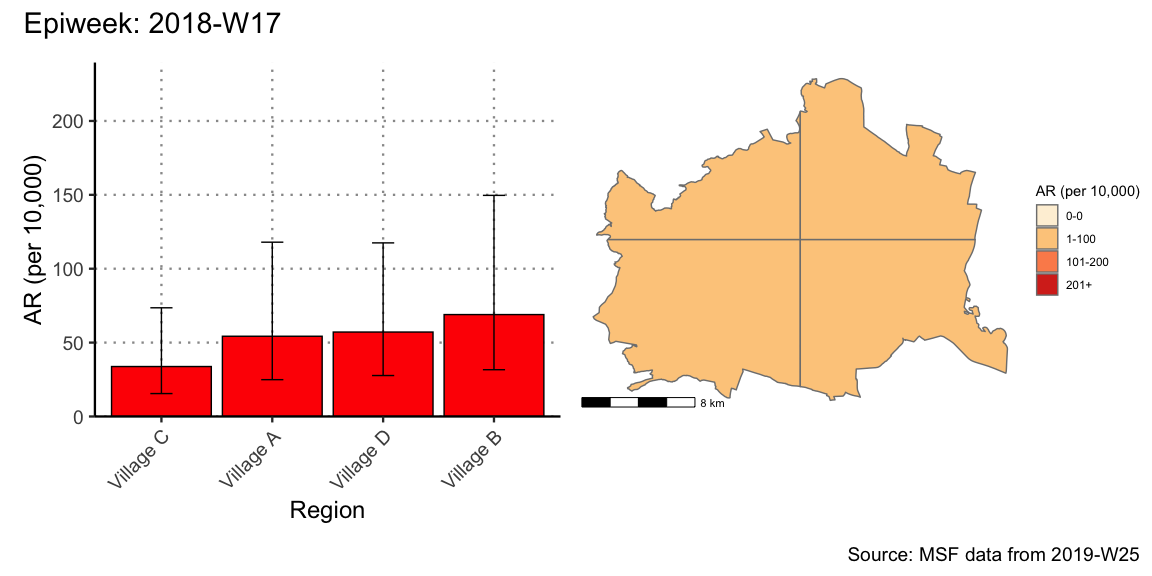 Epiweek: 2018-W17
AR (per 10,000)
200
150
100
50
0
Village C
Village A
Village D
Village B
Region
8 km
AR (per 10,000)
0-0
1-100
101-200
201+
Source: MSF data from 2019-W25